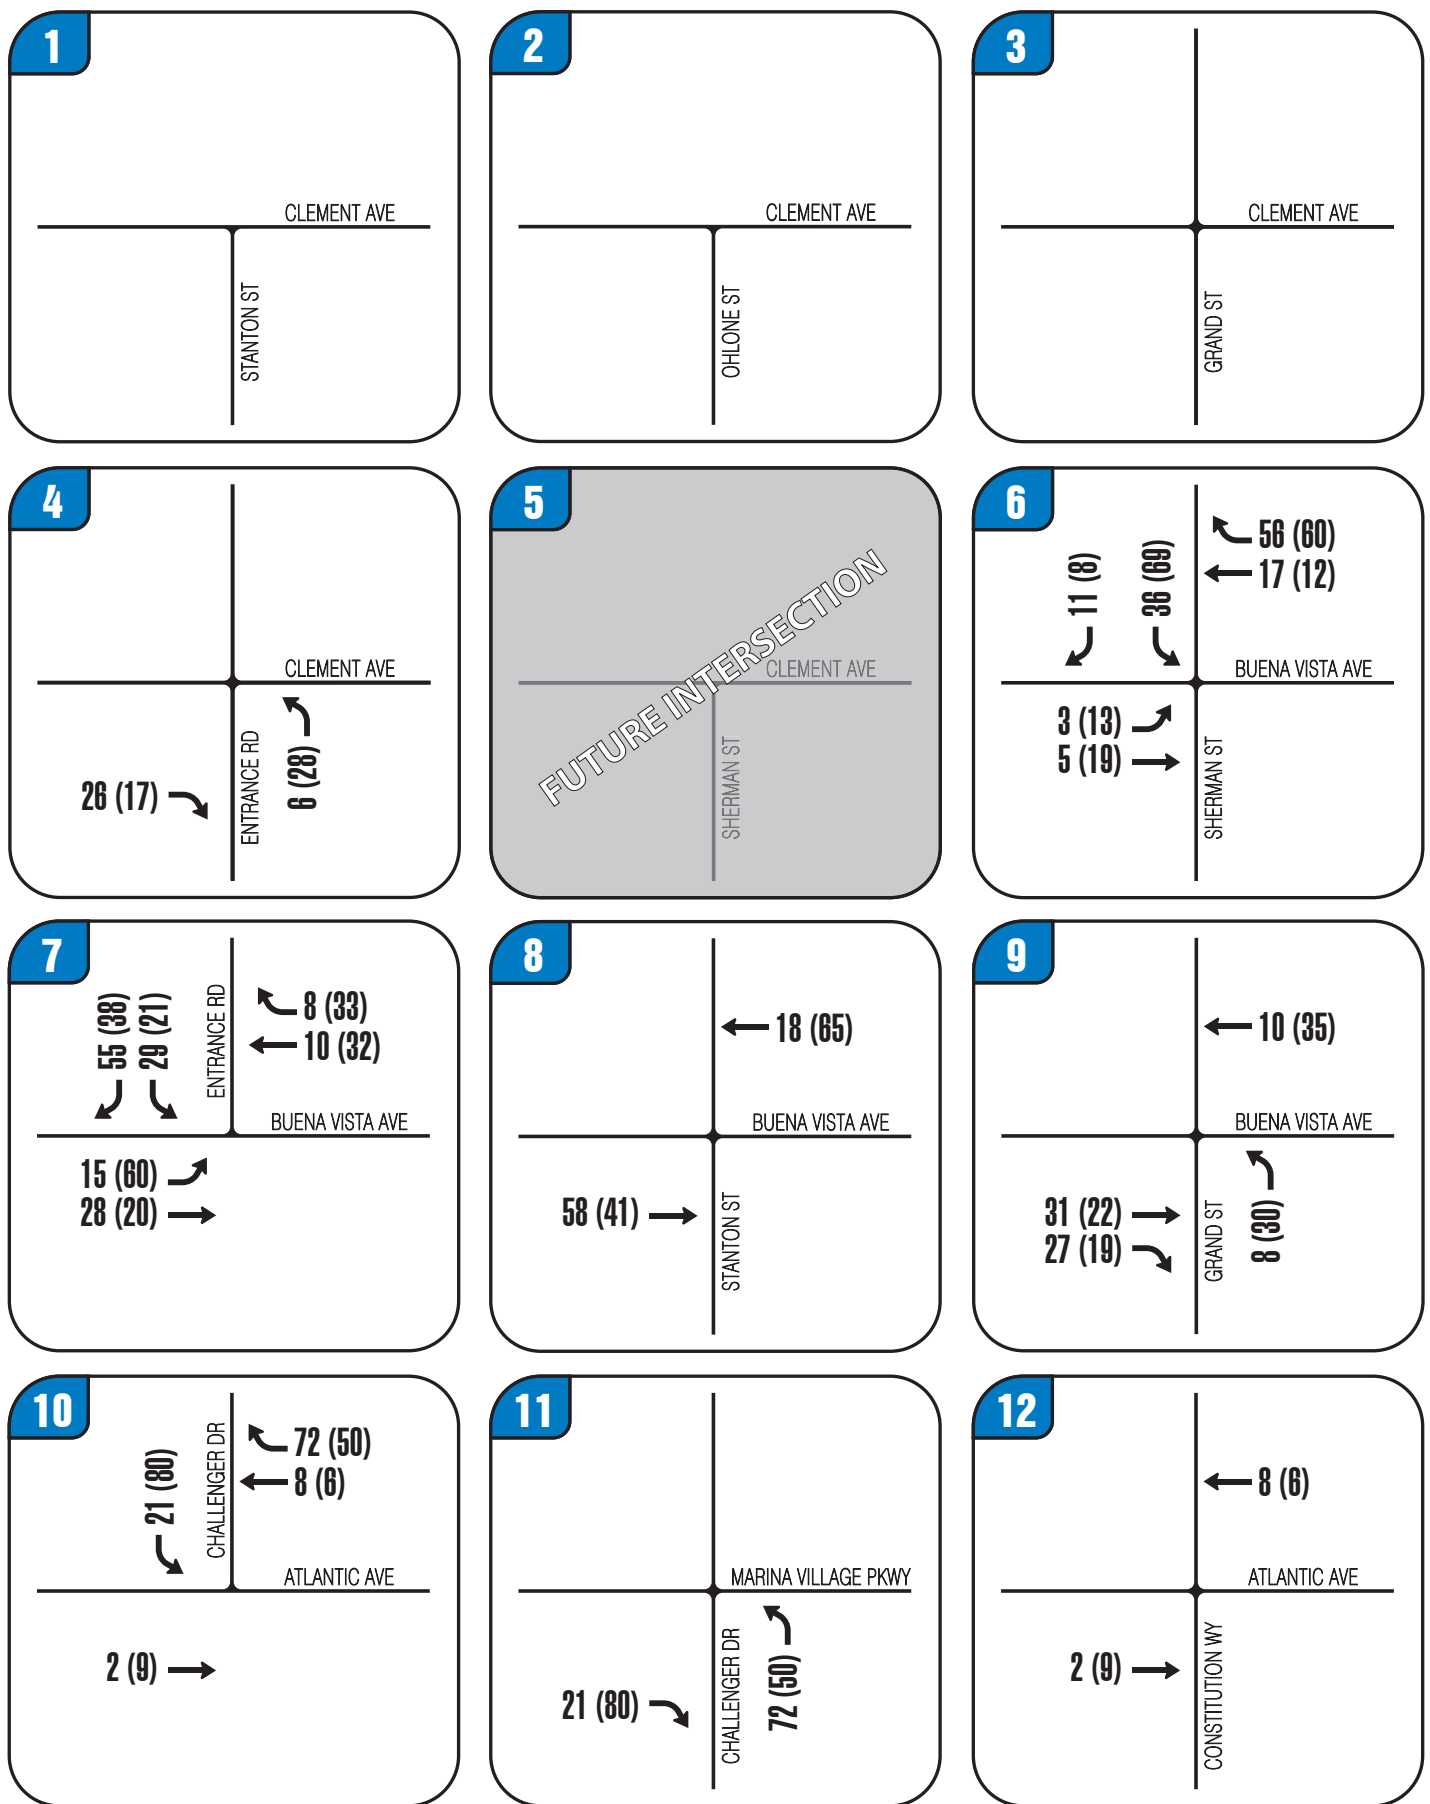 1
CLEMENT AVE
STANTON ST
2
CLEMENT AVE
OHLONE ST
3
CLEMENT AVE
GRAND ST
4
CLEMENT AVE
ENTRANCE RD
26 (17)
6 (28)
5
CLEMENT AVE
SHERMAN ST
FUTURE INTERSECTION
6
11 (8)
36 (69)
56 (60)
17 (12)
BUENA VISTA AVE
3 (13)
5 (19)
SHERMAN ST
7
55 (38)
29 (21)
ENTRANCE RD
8 (33)
10 (32)
BUENA VISTA AVE
15 (60)
28 (20)
8
18 (65)
BUENA VISTA AVE
58 (41)
STANTON ST
9
10 (35)
BUENA VISTA AVE
31 (22)
27 (19)
GRAND ST
8 (30)
10
21 (80)
CHALLENGER DR
72 (50)
8 (6)
ATLANTIC AVE
2 (9)
11
MARINA VILLAGE PKWY
21 (80)
CHALLENGER DR
72 (50)
12
8 (6)
ATLANTIC AVE
2 (9)
CONSTITUTION WY